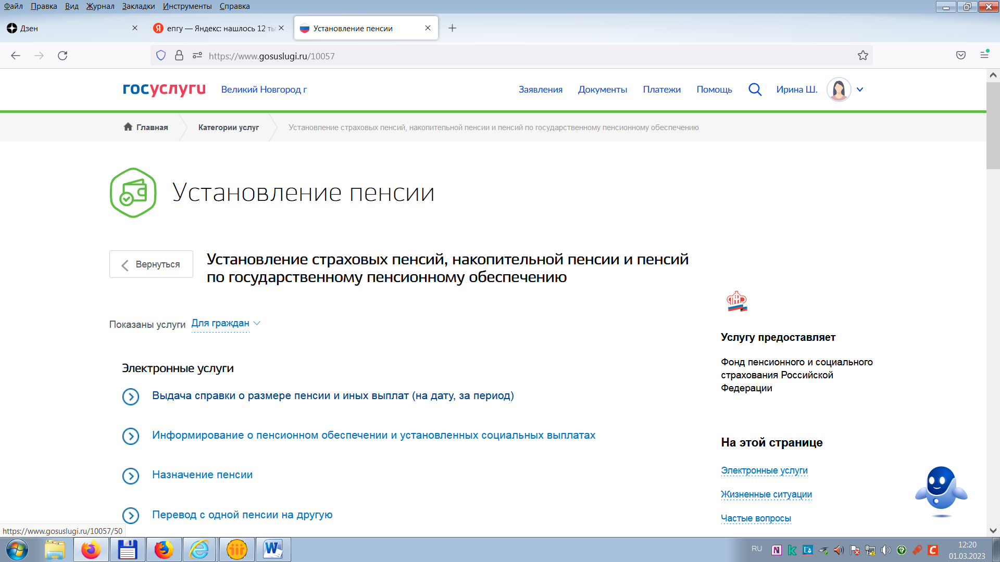 Файл Правка Вид Журнал Закладки Инструменты Справка
Дзен
епгу — Яндекс: нашлось 12 ты
Установление пенсии
https://www.gosuslugi.ru/10057
госуслуги
Великий Новгород г
Заявления Документы Платежи Помощь Ирина Ш.
Главная
Категории услуг
Установление страховых пенсий, накопительной пенсии и пенсий по государственному пенсионному обеспечению
Установление пенсии
Вернуться
Установление страховых пенсий, накопительной пенсии и пенсий
по государственному пенсионному обеспечению
Показаны услуги Для граждан
Электронные услуги
Выдача справки о размере пенсии и иных выплат (на дату, за период)
Информирование о пенсионном обеспечении и установленных социальных выплатах
Назначение пенсии
Перевод с одной пенсии на другую
Услугу предоставляет
Фонд пенсионного и социального
страхования Российской
Федерации
На этой странице
Электронные услуги
Жизненные ситуации
Частые вопросы
https://www.gosuslugi.ru/10057/50
RU
12:20
01.03.2023